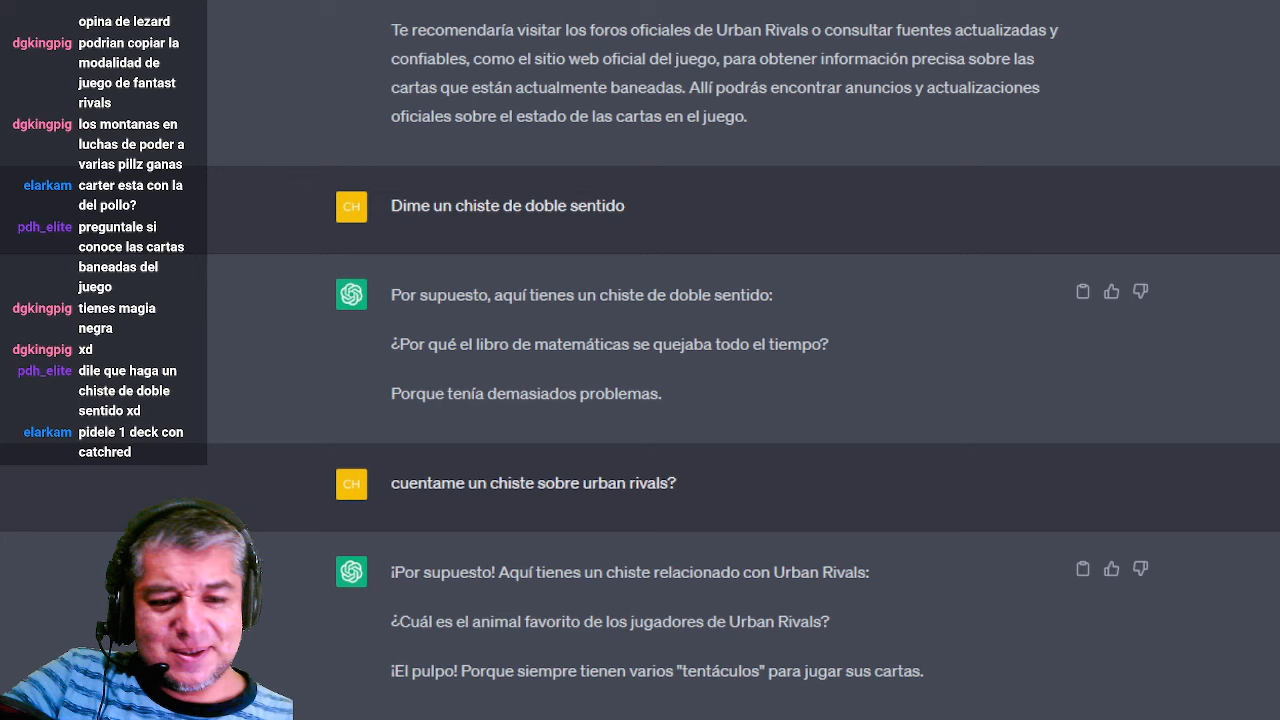 opina de lezard
dgkingpig podrian copiar la
modalidad de
juego de fantast
rivals
dgkingpig los montanas en
luchas de poder a
varias pillz ganas
elarkam carter esta con la
del pollo?
pdh_elite preguntale si
conoce las cartas
baneadas del
juego
dgkingpig tienes magia
negra
dgkingpig xd
pdh_elite dile que haga un
chiste de doble
sentido xd
elarkam pidele 1 deck con
catchred
Te recomendaría visitar los foros oficiales de Urban Rivals o consultar fuentes actualizadas y
confiables, como el sitio web oficial del juego, para obtener información precisa sobre las
cartas que están actualmente baneadas. Allí podrás encontrar anuncios y actualizaciones
oficiales sobre el estado de las cartas en el juego.
CH Dime un chiste de doble sentido
Por supuesto, aquí tienes un chiste de doble sentido:
¿Por qué el libro de matemáticas se quejaba todo el tiempo?
Porque tenía demasiados problemas.
CH cuentame un chiste sobre urban rivals?
¡Por supuesto! Aquí tienes un chiste relacionado con Urban Rivals:
¿Cuál es el animal favorito de los jugadores de Urban Rivals?
¡El pulpo! Porque siempre tienen varios "tentáculos" para jugar sus cartas.